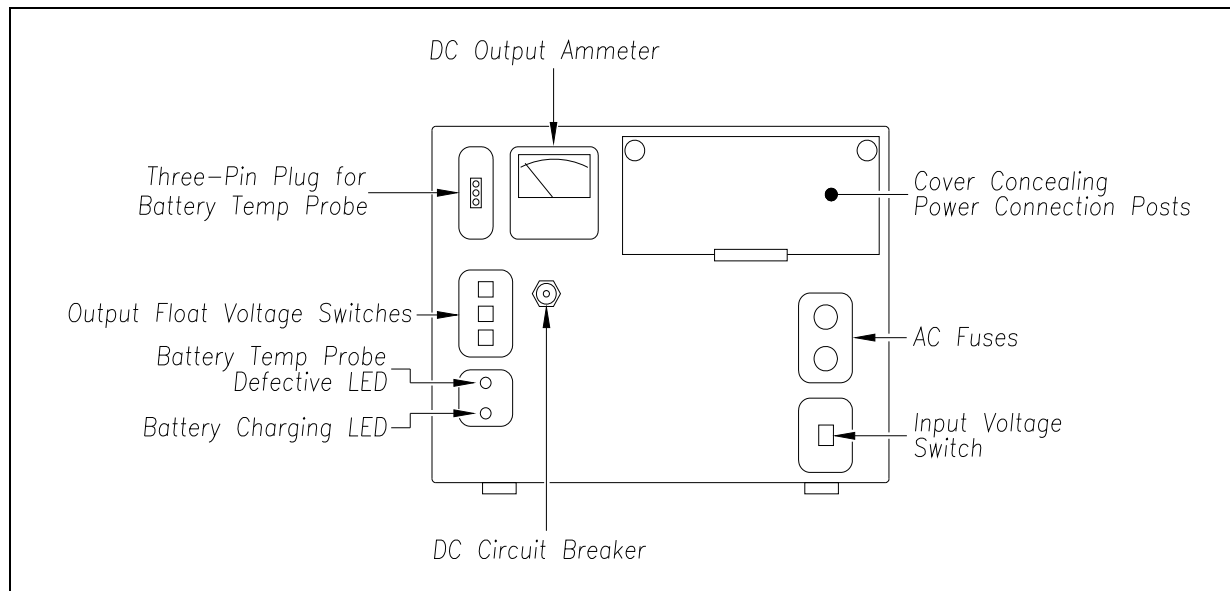 DC Output Ammeter
Three-Pin Plug for
Battery Temp Probe
Cover Concealing
Power Connection Posts
Output Float Voltage Switches
AC Fuses
Battery Temp Probe
Defective LED
Battery Charging LED
Input Voltage
Switch
DC Circuit Breaker